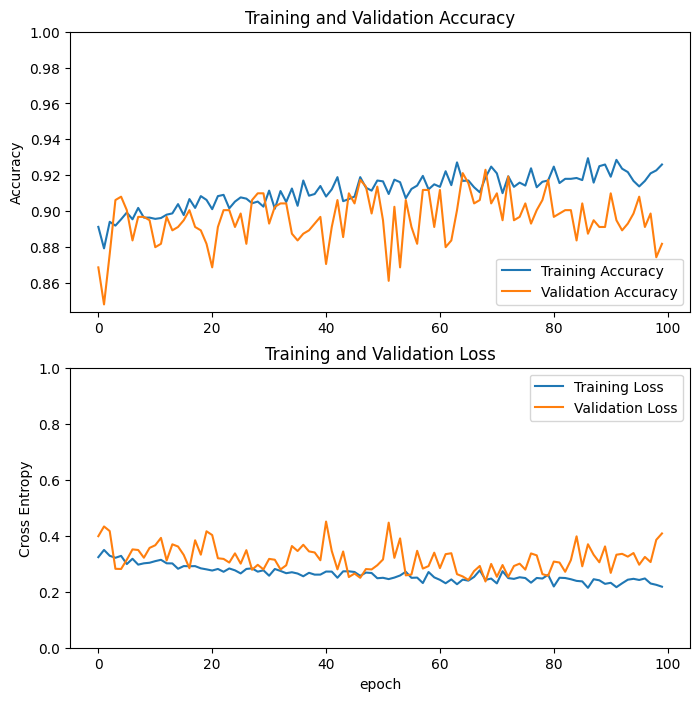 Training and Validation Accuracy
1.00
0.98
0.96
0.94
0.92
0.90
0.88
0.86
Accuracy
Training Accuracy
Validation Accuracy
0 20 40 60 80 100
Training and Validation Loss
1.0
0.8
0.6
0.4
0.2
0.0
Cross Entropy
Training Loss
Validation Loss
0 20 40 60 80 100
epoch